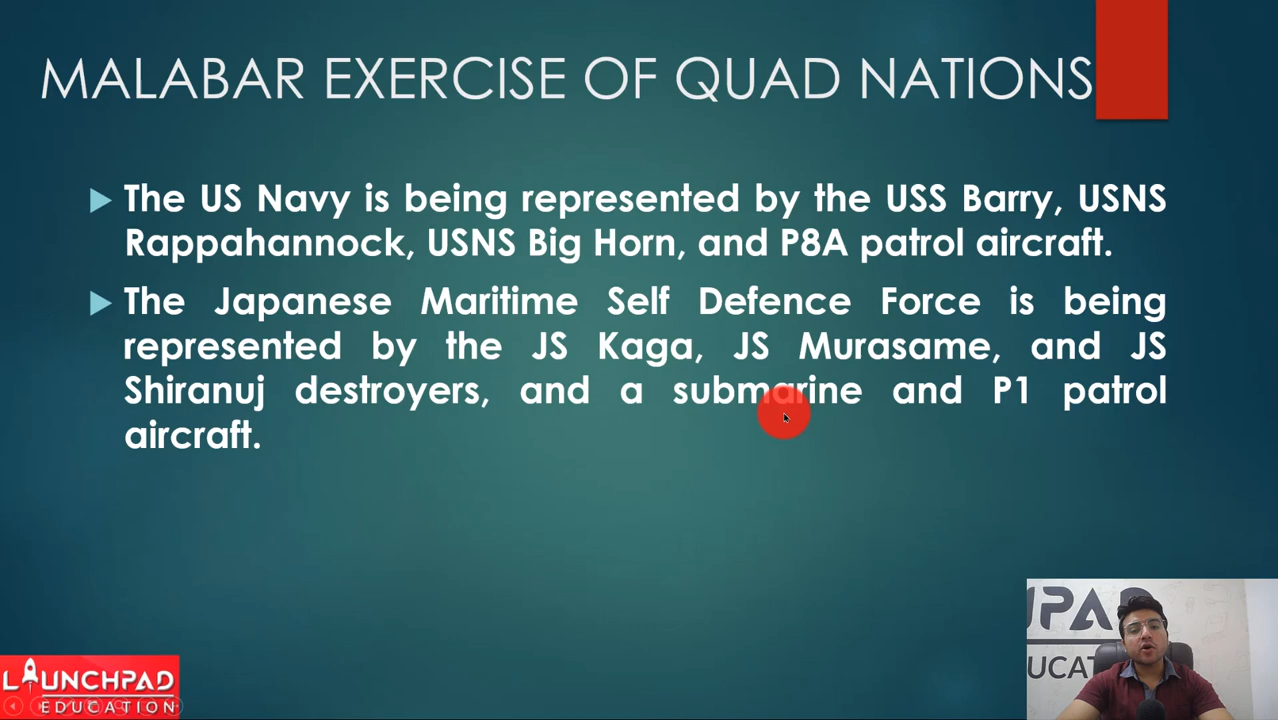 MALABAR EXERCISE OF QUAD NATIONS
The US Navy is being represented by the USS Barry, USNS
Rappahannock, USNS Big Horn, and P8A patrol aircraft.
The Japanese Maritime Self Defence Force is being
represented by the JS Kaga, JS Murasame, and JS
Shiranuj destroyers, and a submarine and P1 patrol
aircraft.
LAUNCHPAD
EDUCATION